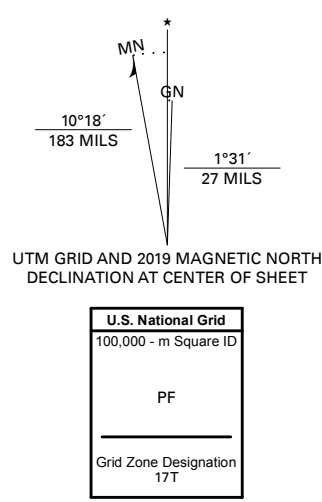 ★
MN
GN
10°18´
183 MILS
1°31´
27 MILS
UTM GRID AND 2019 MAGNETIC NORTH
DECLINATION AT CENTER OF SHEET
U.S. National Grid
100,000 - m Square ID
PF
Grid Zone Designation
17T